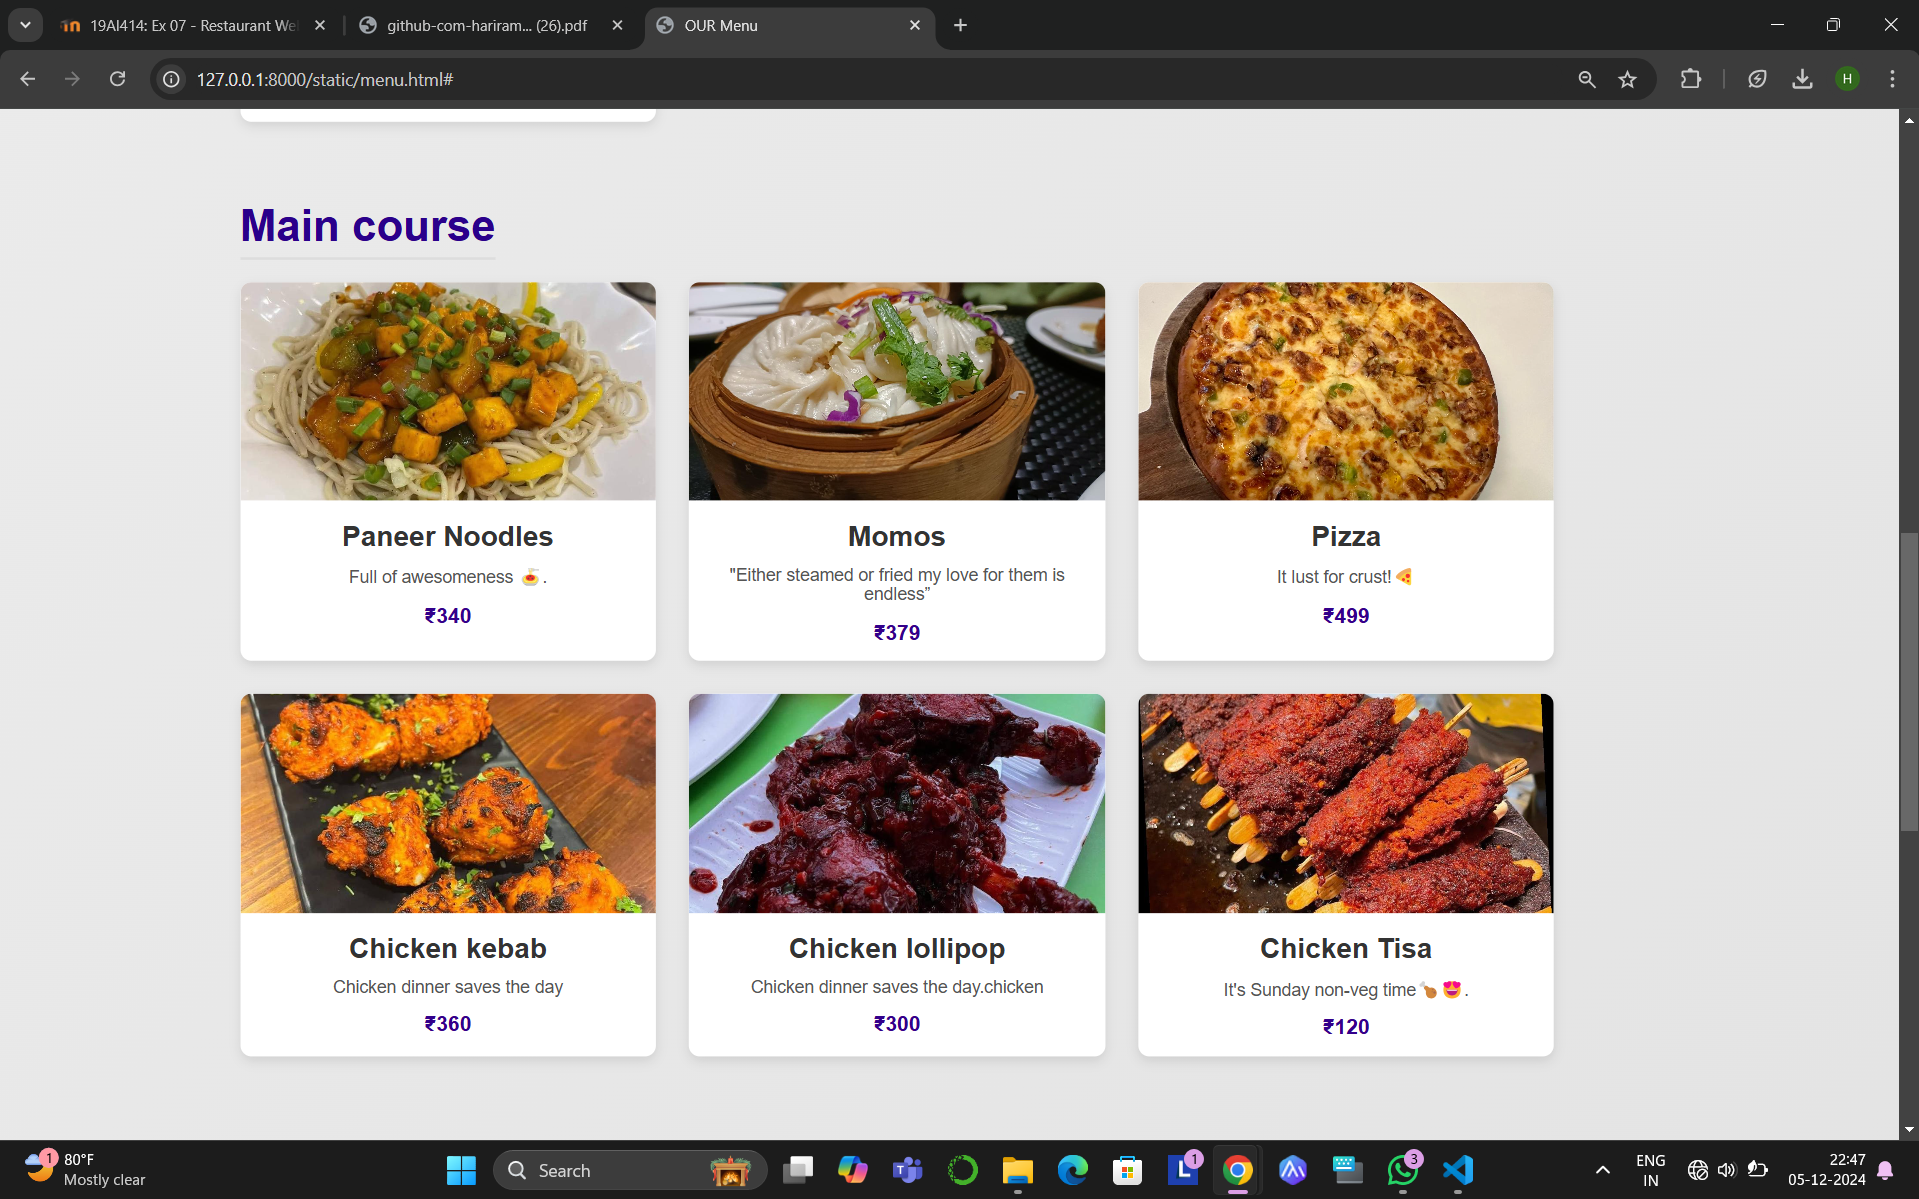 19AI414: Ex 07 - Restaurant We
github-com-hariram... (26).pdf
OUR Menu
127.0.0.1:8000/static/menu.html#
H
Main course
Paneer Noodles
Full of awesomeness 🍝.
₹340
Momos
"Either steamed or fried my love for them is
endless”
₹379
Pizza
It lust for crust!🍕
₹499
Chicken kebab
Chicken dinner saves the day
₹360
Chicken lollipop
Chicken dinner saves the day.chicken
₹300
Chicken Tisa
It's Sunday non-veg time🍗😍.
₹120
1
80°F
Mostly clear
Search
L
1
3
ENG
IN
22:47
05-12-2024